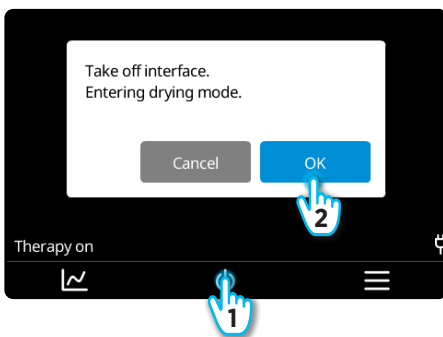 Take off interface.
Entering drying mode.
Cancel
OK
2
Therapy on
1